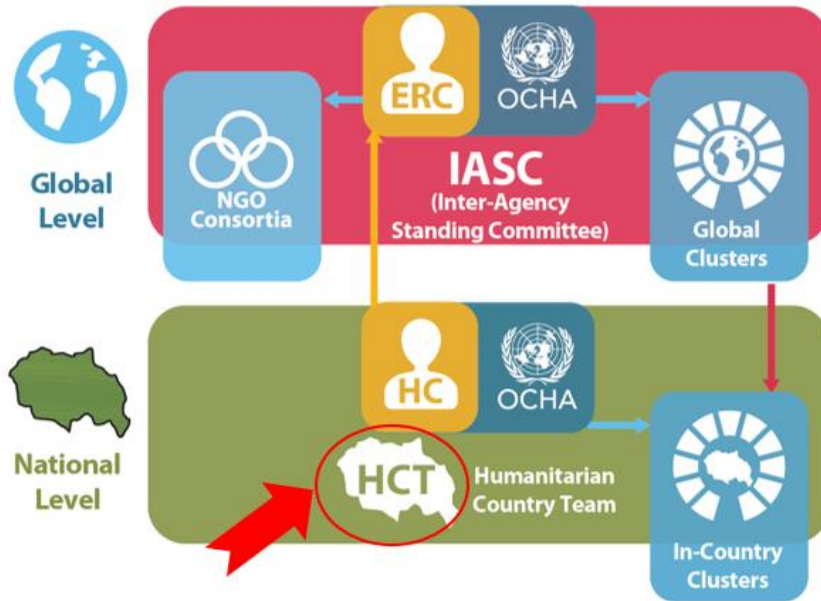 ERC
OCHA
Global
Level
NGO
Consortia
IASC
(Inter-Agency
Standing Committee)
Global
Clusters
HC
OCHA
National
Level
HCT
Humanitarian
Country Team
In-Country
Clusters